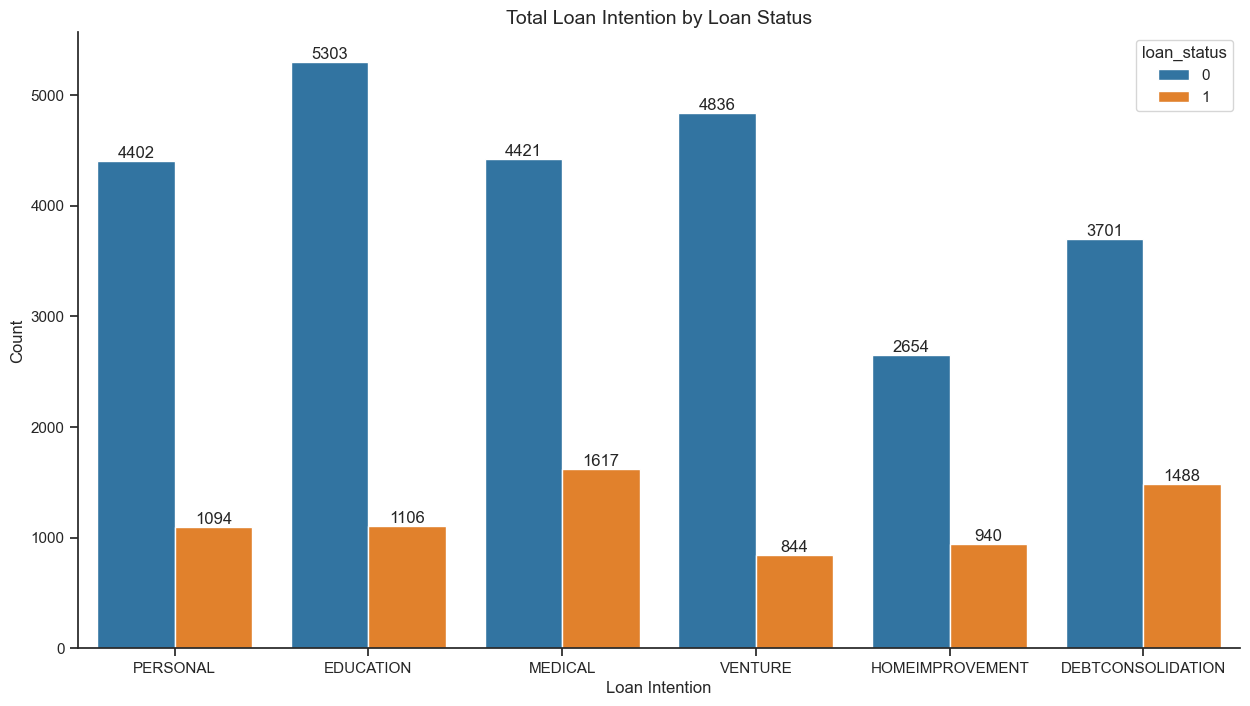 Total Loan Intention by Loan Status
loan_status
0
1
Count
5000
4000
3000
2000
1000
0
4402
1094
5303
1106
4421
1617
4836
844
2654
940
3701
1488
PERSONAL
EDUCATION
MEDICAL
VENTURE
HOMEIMPROVEMENT
DEBTCONSOLIDATION
Loan Intention